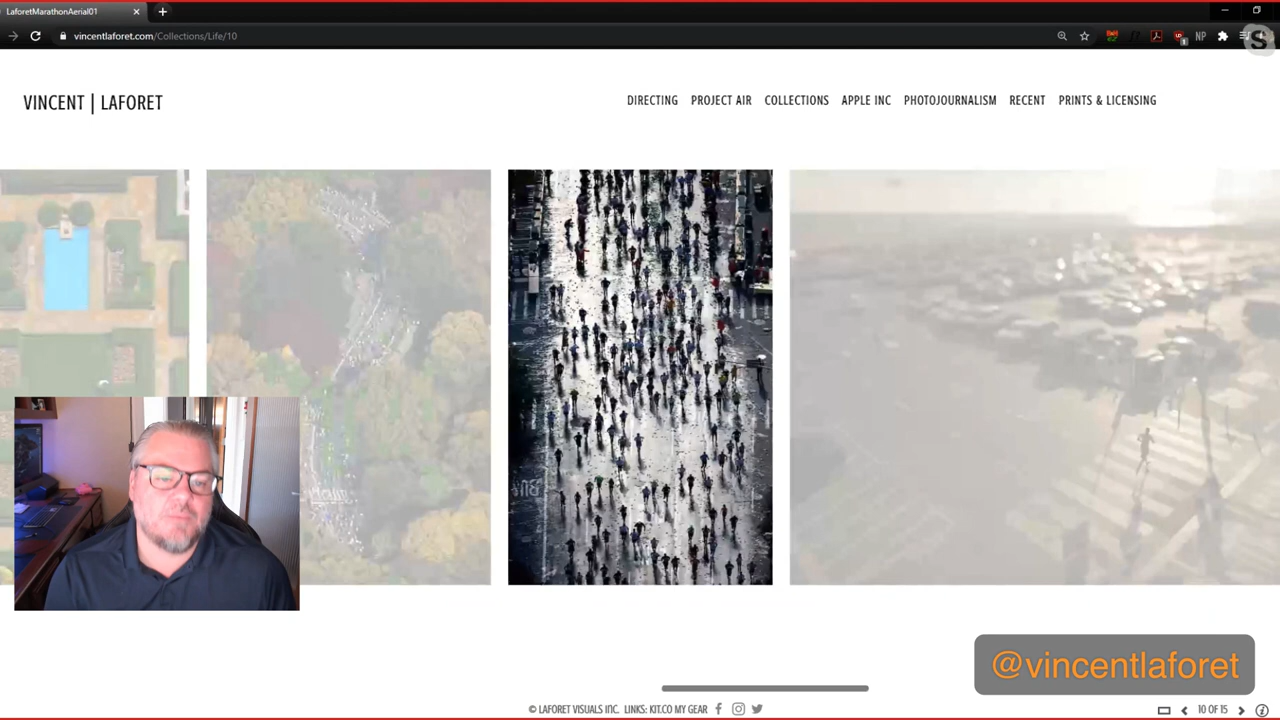 LaforetMarathonAerial01
vincentlaforet.com/Collections/Life/10
NP
VINCENT | LAFORET
DIRECTING PROJECT AIR COLLECTIONS APPLE INC PHOTOJOURNALISM RECENT PRINTS & LICENSING
@vincentlaforet
© LAFORET VISUALS INC. LINKS: KIT.CO MY GEAR
10 OF 15